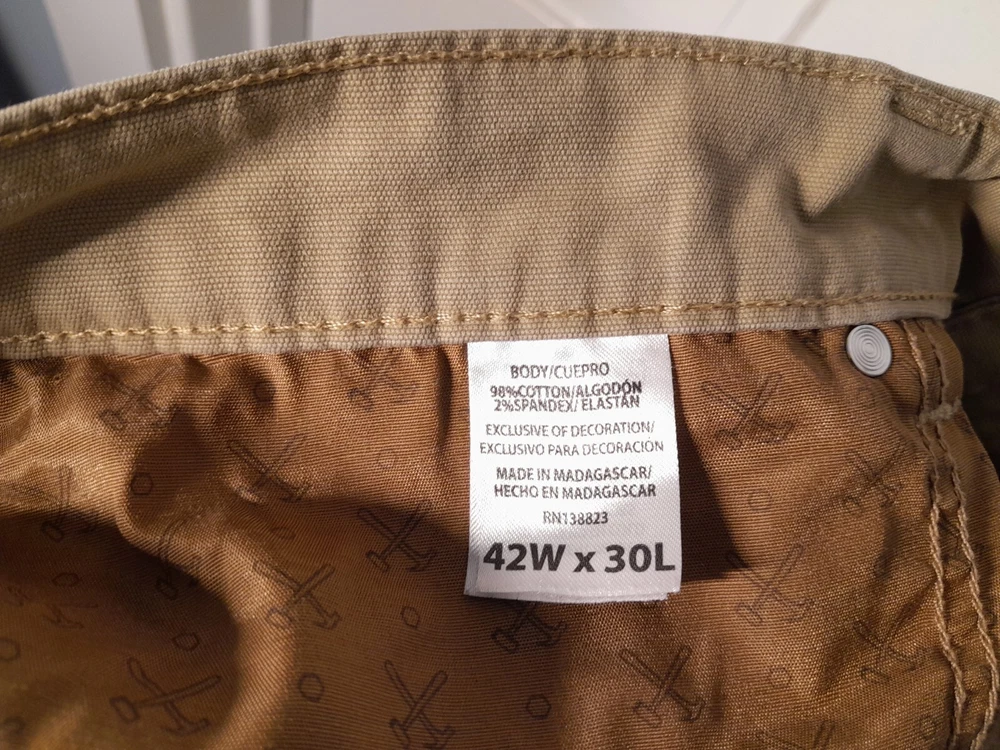 BODY/CUEPRO
98%COTTON/ALGODÓN
2%SPANDEX/ ELASTÁN
EXCLUSIVE OF DECORATION/
EXCLUSIVO PARA DECORACIÓN
MADE IN MADAGASCAR/
HECHO EN MADAGASCAR
RN138823
42W x 30L